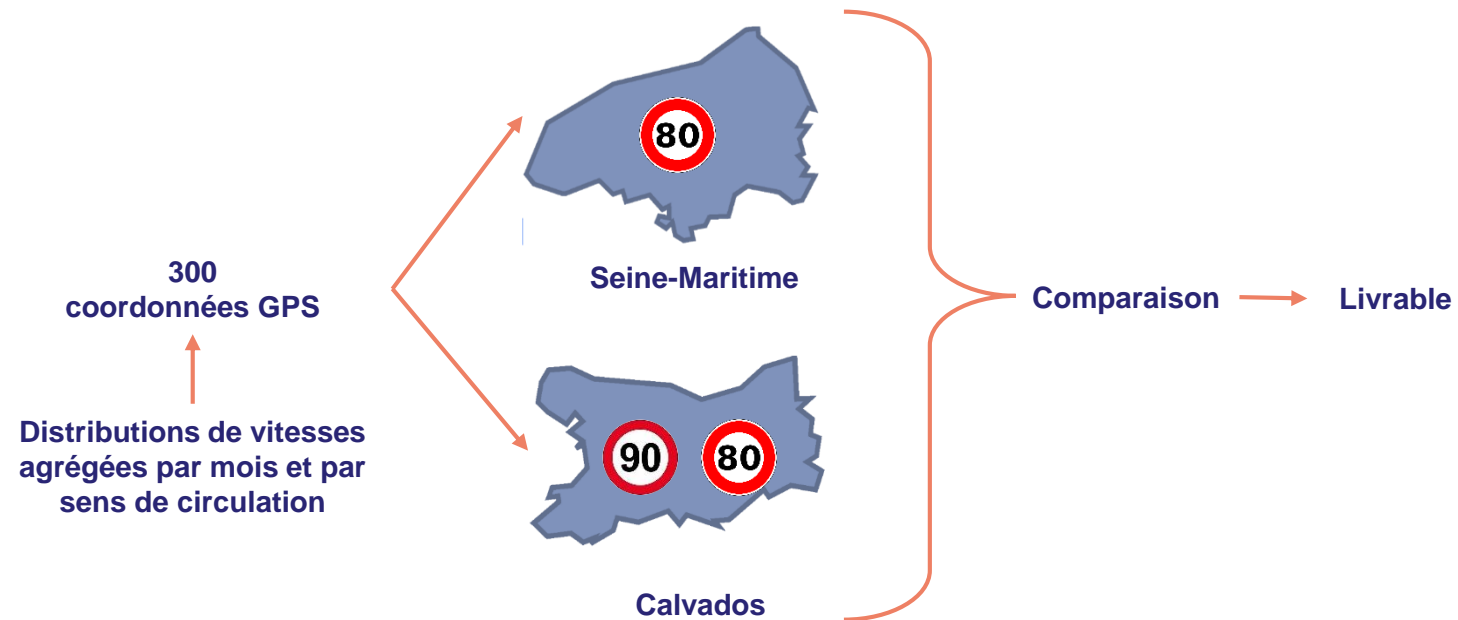 300
coordonnées GPS
Distributions de vitesses
agrégées par mois et par
sens de circulation
80
Seine-Maritime
90
80
Calvados
Comparaison
Livrable